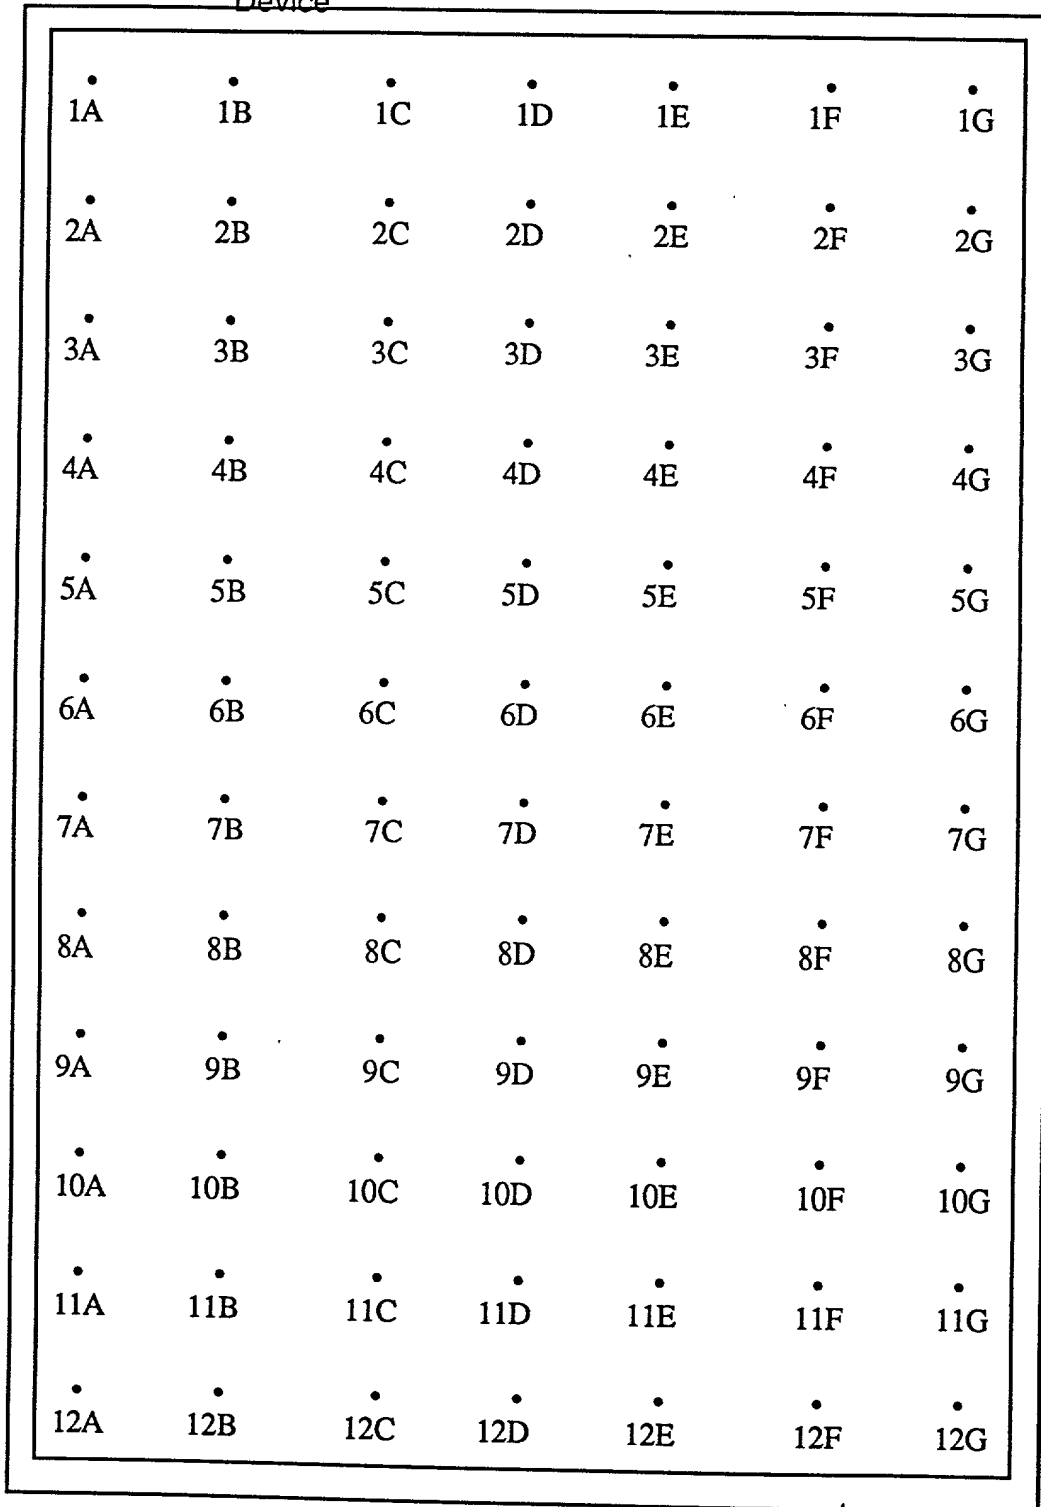 Device
1A 1B 1C 1D 1E 1F 1G
2A 2B 2C 2D 2E 2F 2G
3A 3B 3C 3D 3E 3F 3G
4A 4B 4C 4D 4E 4F 4G
5A 5B 5C 5D 5E 5F 5G
6A 6B 6C 6D 6E 6F 6G
7A 7B 7C 7D 7E 7F 7G
8A 8B 8C 8D 8E 8F 8G
9A 9B 9C 9D 9E 9F 9G
10A 10B 10C 10D 10E 10F 10G
11A 11B 11C 11D 11E 11F 11G
12A 12B 12C 12D 12E 12F 12G